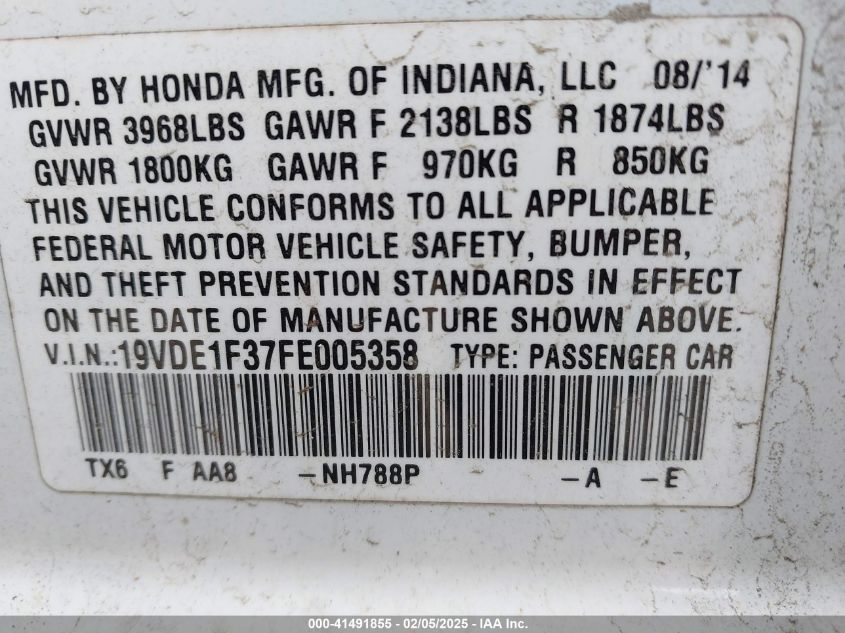 MFD. BY HONDA MFG. OF INDIANA, LLC 08/'14
GVWR 3968LBS GAWR F 2138LBS R 1874LBS
GVWR 1800KG GAWR F 970KG R 850KG
THIS VEHICLE CONFORMS TO ALL APPLICABLE
FEDERAL MOTOR VEHICLE SAFETY, BUMPER,
AND THEFT PREVENTION STANDARDS IN EFFECT
ON THE DATE OF MANUFACTURE SHOWN ABOVE.
V.I.N.:19VDE1F37FE005358 TYPE: PASSENGER CAR
TX6 F AA8 -NH788P -A -E
000-41491855 - 02/05/2025 - IAA Inc.